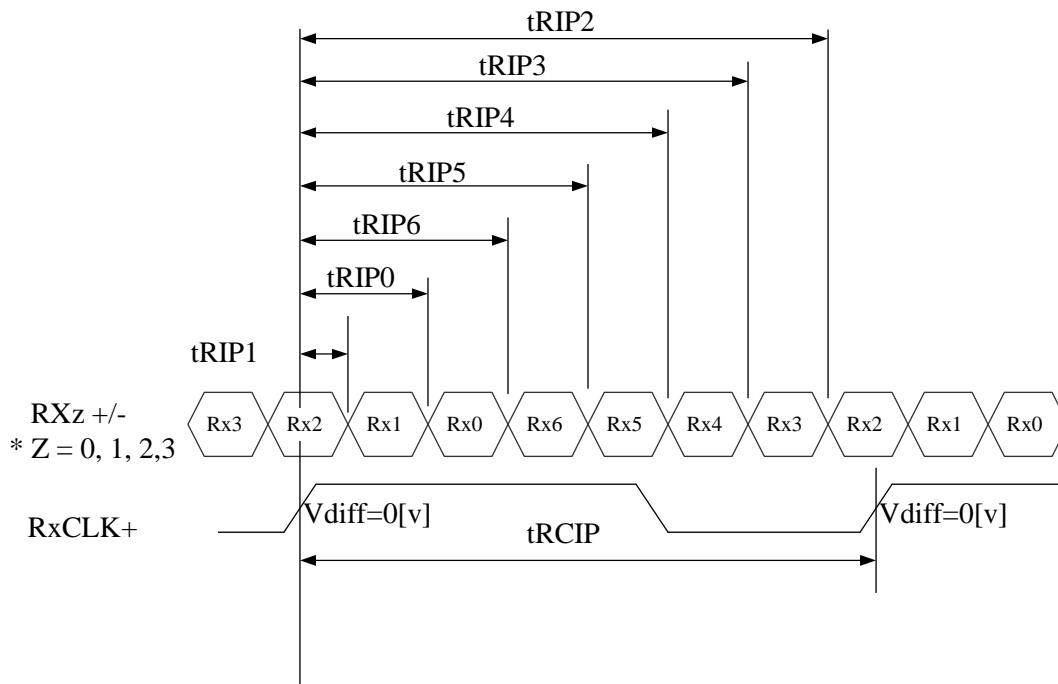 tRIP2
tRIP3
tRIP4
tRIP5
tRIP6
tRIP0
tRIP1
RXz +/-
* Z = 0, 1, 2,3
Rx3 Rx2 Rx1 Rx0 Rx6 Rx5 Rx4 Rx3 Rx2 Rx1 Rx0
RxCLK+
Vdiff=0[v] Vdiff=0[v]
tRCIP